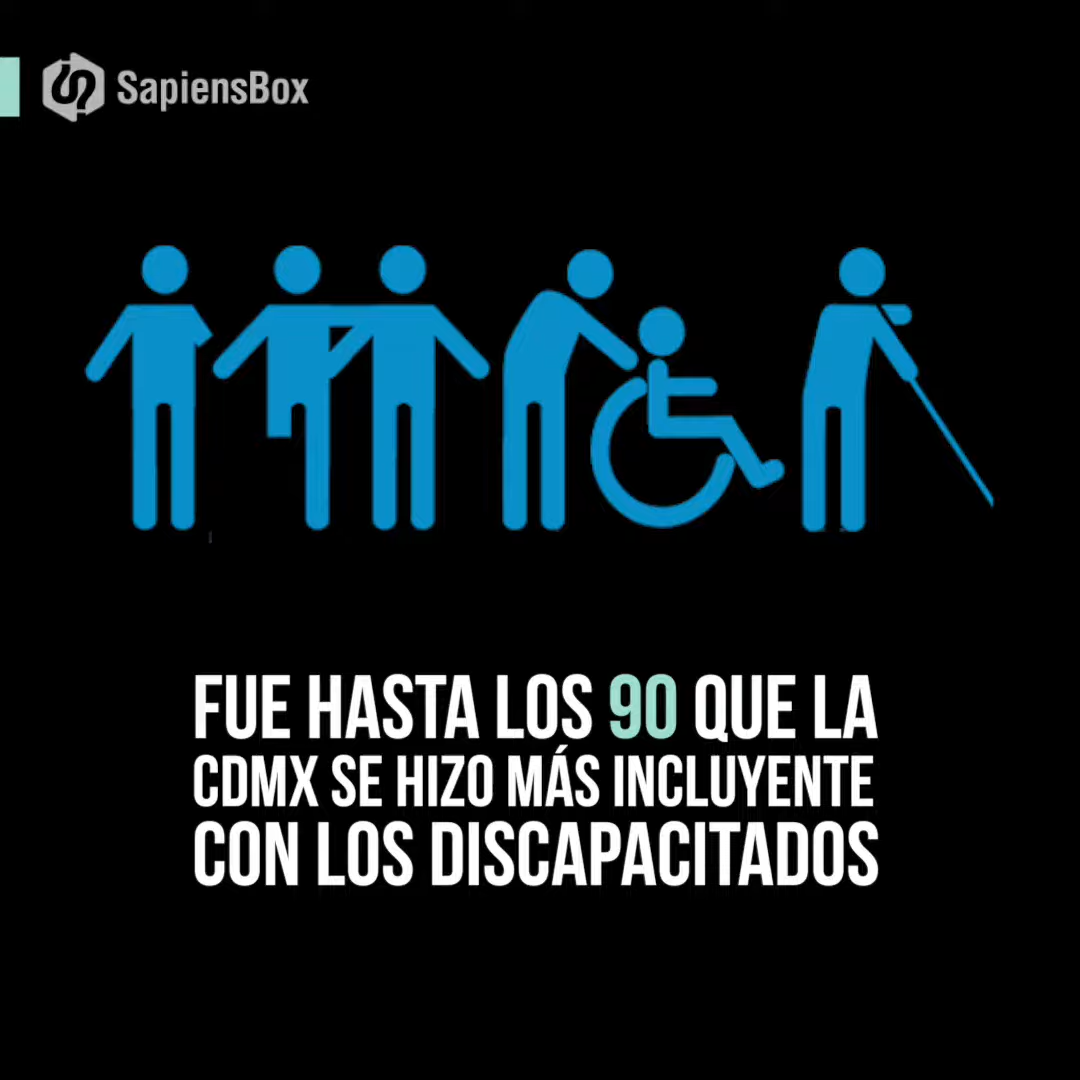 SapiensBox
FUE HASTA LOS 90 QUE LA
CDMX SE HIZO MÁS INCLUYENTE
CON LOS DISCAPACITADOS